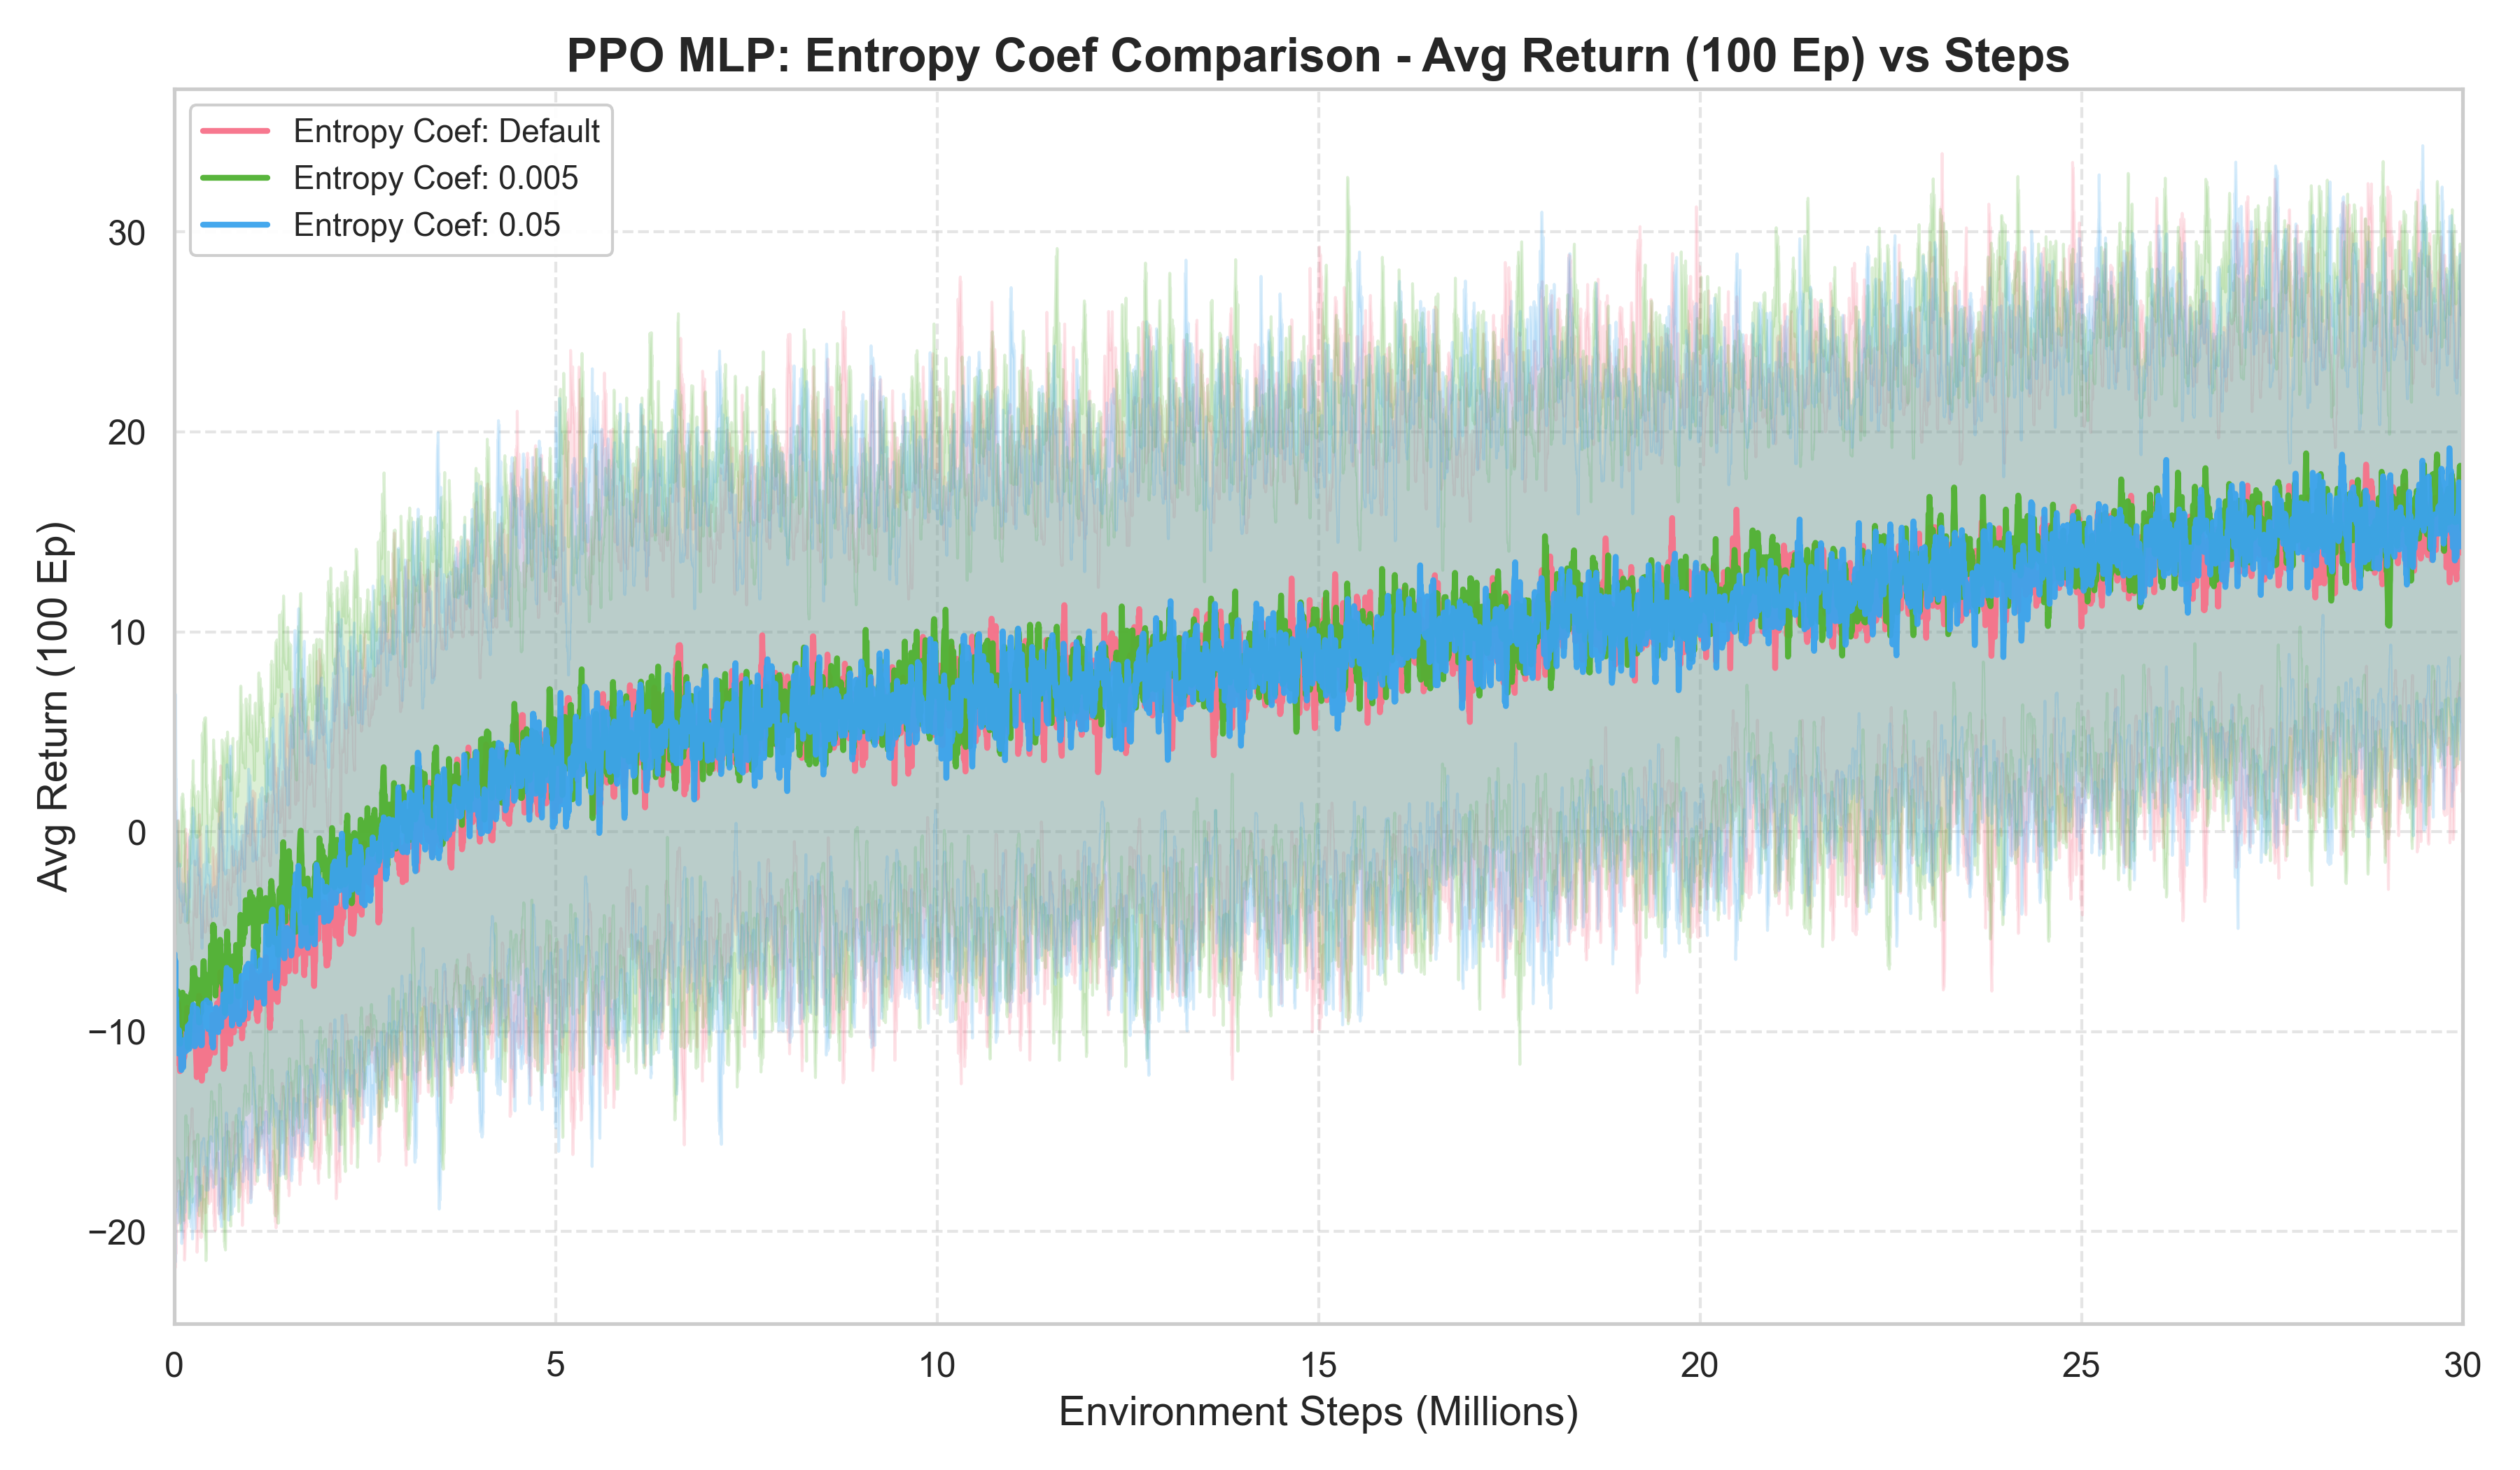 PPO MLP: Entropy Coef Comparison - Avg Return (100 Ep) vs Steps
Entropy Coef: Default
Entropy Coef: 0.005
Entropy Coef: 0.05
Avg Return (100 Ep)
30
20
10
0
−10
−20
0 5 10 15 20 25 30
Environment Steps (Millions)